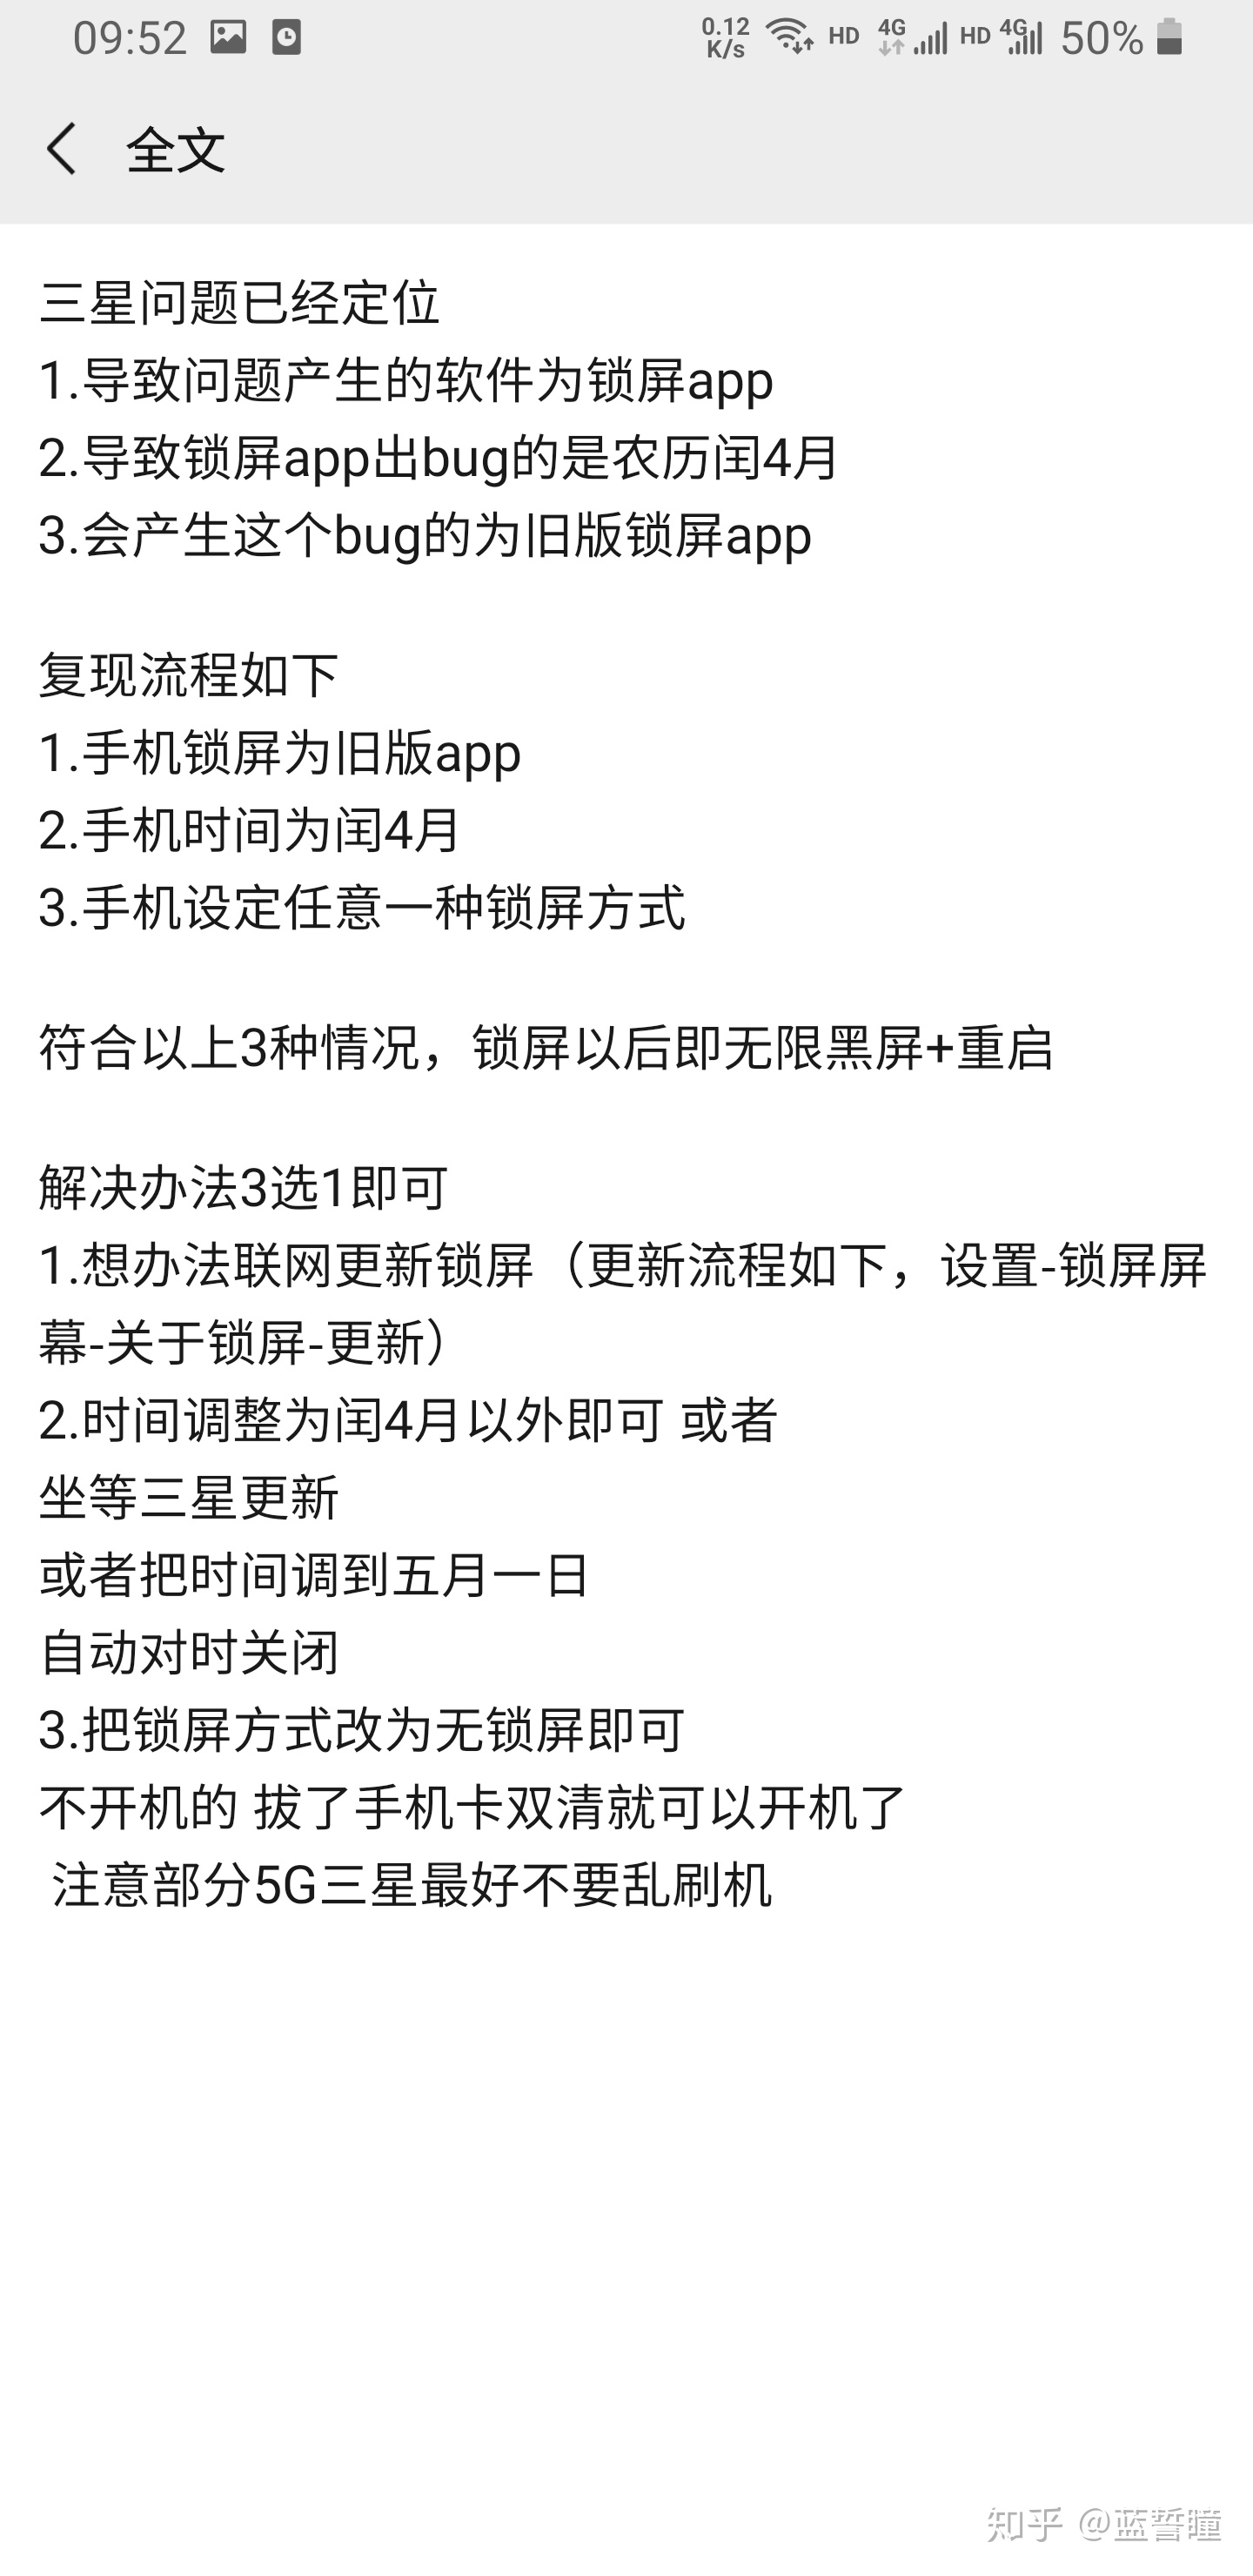 09:52 0.12 K/s HD 4G HD 4G 50%
全文
三星问题已经定位
1.导致问题产生的软件为锁屏app
2.导致锁屏app出bug的是农历闰4月
3.会产生这个bug的为旧版锁屏app
复现流程如下
1.手机锁屏为旧版app
2.手机时间为闰4月
3.手机设定任意一种锁屏方式
符合以上3种情况，锁屏以后即无限黑屏+重启
解决办法3选1即可
1.想办法联网更新锁屏（更新流程如下，设置-锁屏屏
幕-关于锁屏-更新）
2.时间调整为闰4月以外即可 或者
坐等三星更新
或者把时间调到五月一日
自动对时关闭
3.把锁屏方式改为无锁屏即可
不开机的 拔了手机卡双清就可以开机了
注意部分5G三星最好不要乱刷机
知乎 @蓝誓瞳